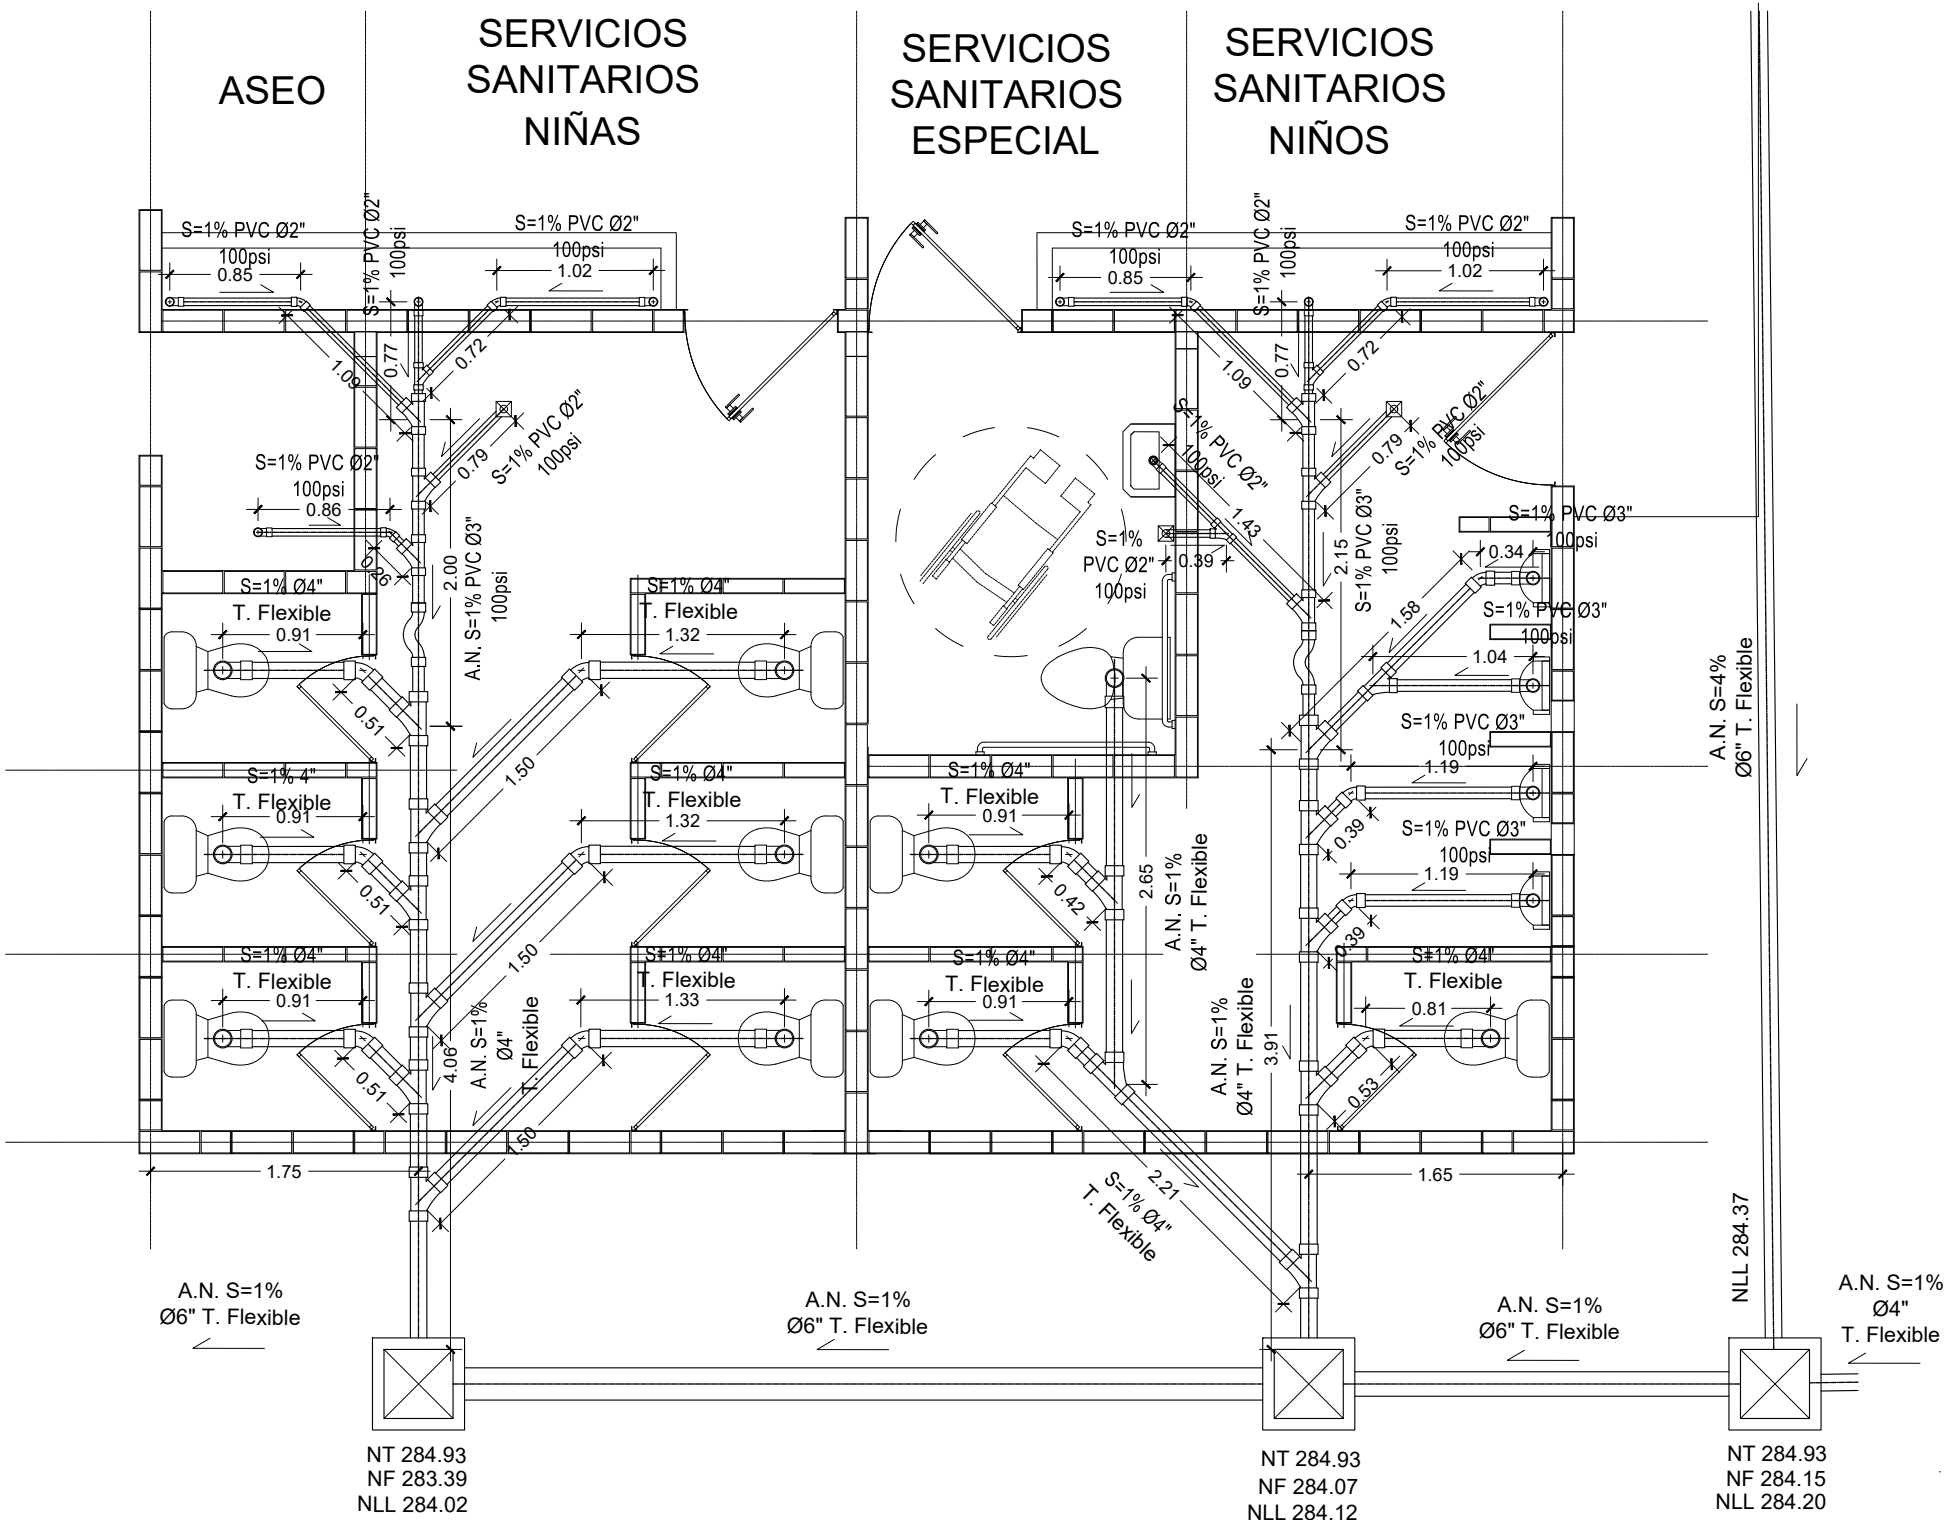 ASEO
SERVICIOS
SANITARIOS
NIÑAS
SERVICIOS
SANITARIOS
ESPECIAL
SERVICIOS
SANITARIOS
NIÑOS
S=1% PVC Ø2"
100psi
0.85
S=1% PVC Ø2"
100psi
S=1% PVC Ø2"
100psi
1.02
S=1% PVC Ø2"
100psi
0.85
S=1% PVC Ø2"
100psi
S=1% PVC Ø2"
100psi
1.02
1.09
0.77
0.72
1.09
0.77
0.72
0.79
S=1% PVC Ø2"
100psi
S=1% PVC Ø2"
100psi
0.86
0.26
2.00
A.N. S=1% PVC Ø3"
100psi
S=1% PVC Ø2"
100psi
1.43
S=1%
PVC Ø2"
100psi
0.39
0.79
S=1% PVC Ø2"
100psi
2.15
S=1% PVC Ø3"
100psi
S=1% PVC Ø3"
100psi
0.34
1.58
S=1% PVC Ø3"
100psi
1.04
S=1% PVC Ø3"
100psi
1.19
0.39
S=1% PVC Ø3"
100psi
1.19
0.39
S=1% Ø4"
T. Flexible
0.91
0.51
S=1% Ø4"
T. Flexible
1.32
1.50
S=1% 4"
T. Flexible
0.91
0.51
S=1% Ø4"
T. Flexible
1.32
1.50
S=1% Ø4"
T. Flexible
0.91
0.51
S=1% Ø4"
T. Flexible
1.33
1.50
4.06
A.N. S=1%
Ø4"
T. Flexible
S=1% Ø4"
T. Flexible
0.91
0.42
2.65
A.N. S=1%
Ø4" T. Flexible
S=1% Ø4"
T. Flexible
0.91
2.21
S=1% Ø4"
T. Flexible
A.N. S=1%
Ø4" T. Flexible
3.91
S=1% Ø4"
T. Flexible
0.81
0.53
A.N. S=4%
Ø6" T. Flexible
1.75
1.65
NLL 284.37
A.N. S=1%
Ø6" T. Flexible
A.N. S=1%
Ø6" T. Flexible
A.N. S=1%
Ø6" T. Flexible
A.N. S=1%
Ø4"
T. Flexible
NT 284.93
NF 283.39
NLL 284.02
NT 284.93
NF 284.07
NLL 284.12
NT 284.93
NF 284.15
NLL 284.20